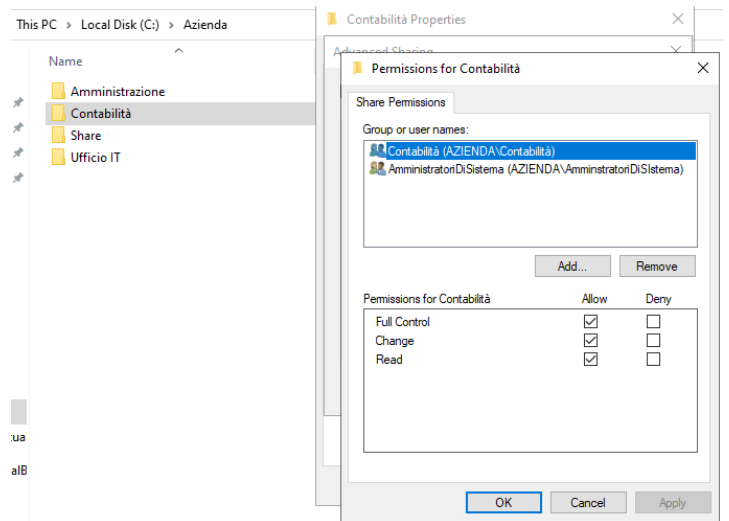 This PC > Local Disk (C:) > Azienda
Name
Amministrazione
Contabilità
Share
Ufficio IT
Contabilità Properties
Advanced Sharing
Permissions for Contabilità
Share Permissions
Group or user names:
Contabilità (AZIENDA\Contabilità)
AmministratoriDiSistema (AZIENDA\AmminstratoriDiSIstema)
Add...
Remove
Permissions for Contabilità Allow Deny
Full Control
Change
Read
OK
Cancel
Apply